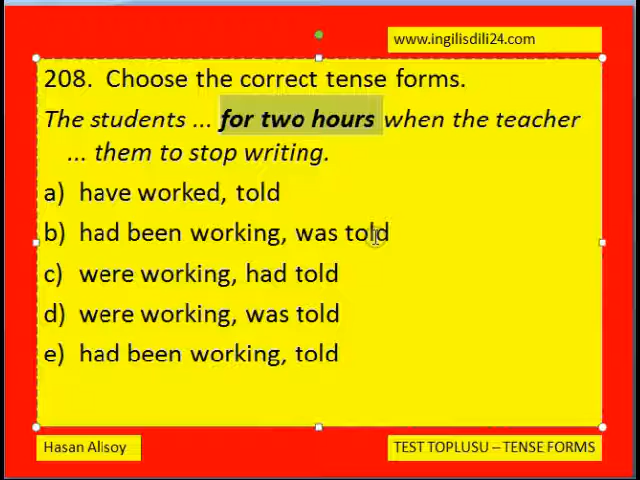 www.ingilisdili24.com
208. Choose the correct tense forms.
The students ... for two hours when the teacher
... them to stop writing.
a) have worked, told
b) had been working, was told
c) were working, had told
d) were working, was told
e) had been working, told
Hasan Alisoy
TEST TOPLUSU – TENSE FORMS